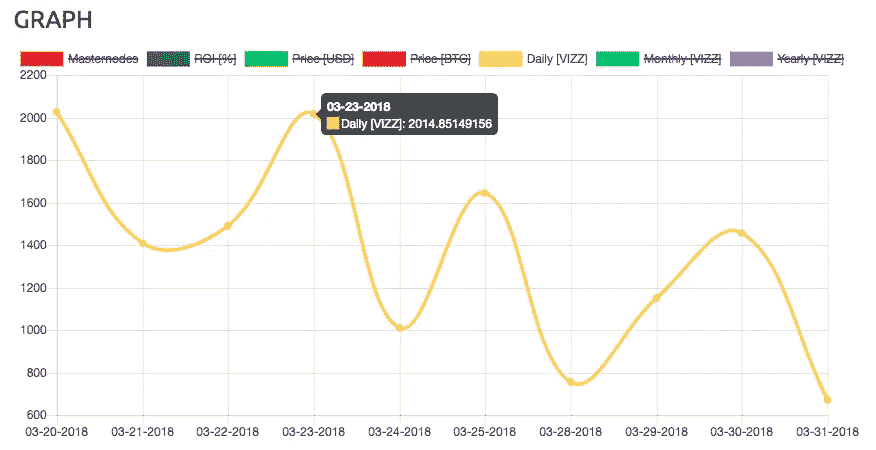 GRAPH
Masternodes ROI [%] Price [USD] Price [BTC] Daily [VIZZ] Monthly [VIZZ] Yearly [VIZZ]
2200
2000
03-23-2018
Daily [VIZZ]: 2014.85149156
1800
1600
1400
1200
1000
800
600
03-20-2018 03-21-2018 03-22-2018 03-23-2018 03-24-2018 03-25-2018 03-28-2018 03-29-2018 03-30-2018 03-31-2018